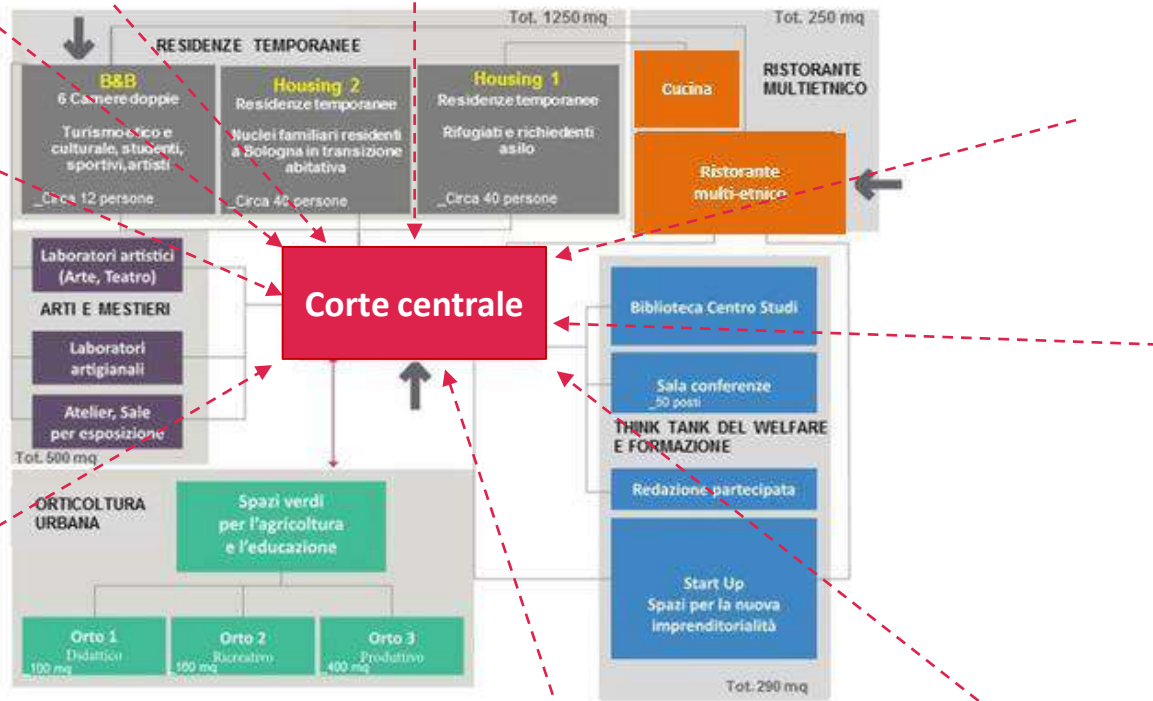 Tot. 1250 mq
RESIDENZE TEMPORANEE
B&B
6 Camere doppie
Turismo etico e
culturale, studenti,
sportivi, artisti
_Circa 12 persone
Housing 2
Residenze temporanee
Nuclei familiari residenti
a Bologna in transizione
abitativa
_Circa 40 persone
Housing 1
Residenze temporanee
Rifugiati e richiedenti
asilo
_Circa 40 persone
Tot. 250 mq
Cucina
RISTORANTE
MULTIETNICO
Ristorante
multi-etnico
Laboratori artistici
(Arte, Teatro)
ARTI E MESTIERI
Laboratori
artigianali
Atelier, Sale
per esposizione
Tot. 500 mq
Corte centrale
Biblioteca Centro Studi
Sala conferenze
_50 posti
THINK TANK DEL WELFARE
E FORMAZIONE
Redazione partecipata
Start Up
Spazi per la nuova
imprenditorialità
Tot. 290 mq
ORTICOLTURA
URBANA
Spazi verdi
per l'agricoltura
e l'educazione
Orto 1
Didattico
_100 mq
Orto 2
Ricreativo
mq
Orto 3
Produttivo
_400 mq